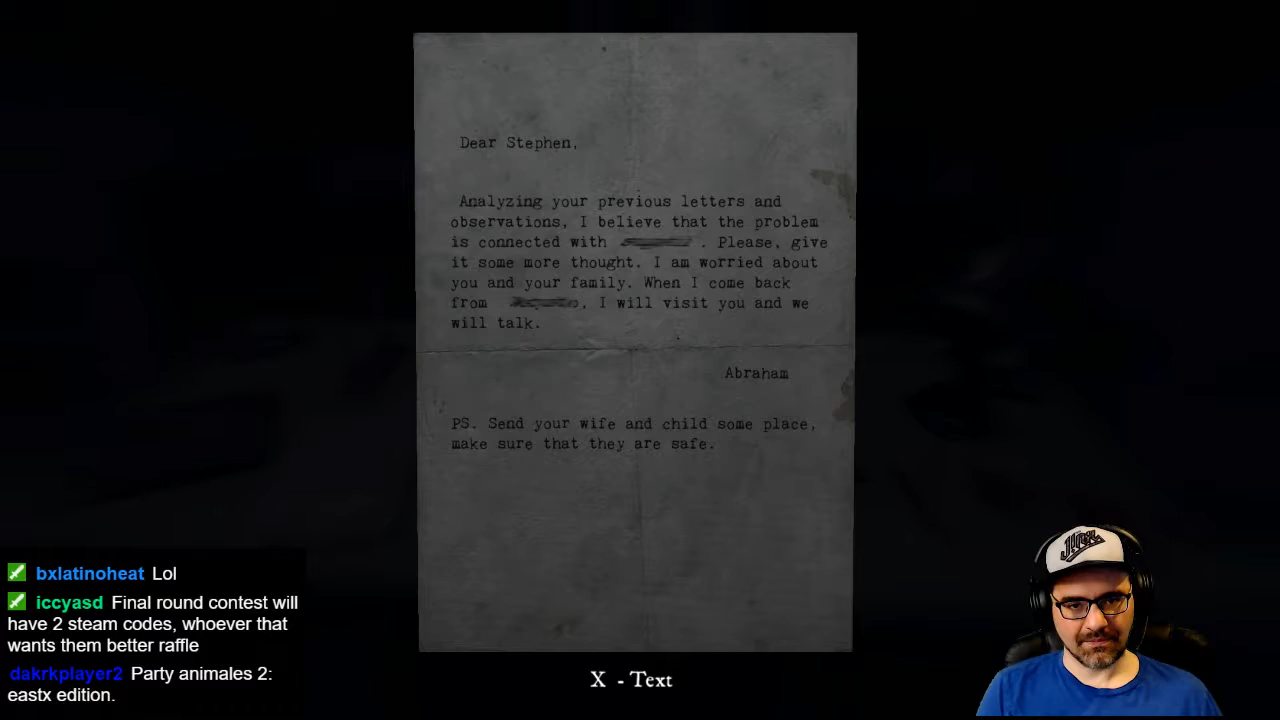 Dear Stephen,
Analyzing your previous letters and
observations, I believe that the problem
is connected with . Please, give
it some more thought. I am worried about
you and your family. When I come back
from , I will visit you and we
will talk.
Abraham
PS. Send your wife and child some place,
make sure that they are safe.
X - Text
bxlatinoheat Lol
iccyasd Final round contest will
have 2 steam codes, whoever that
wants them better raffle
dakrkplayer2 Party animales 2:
eastx edition.